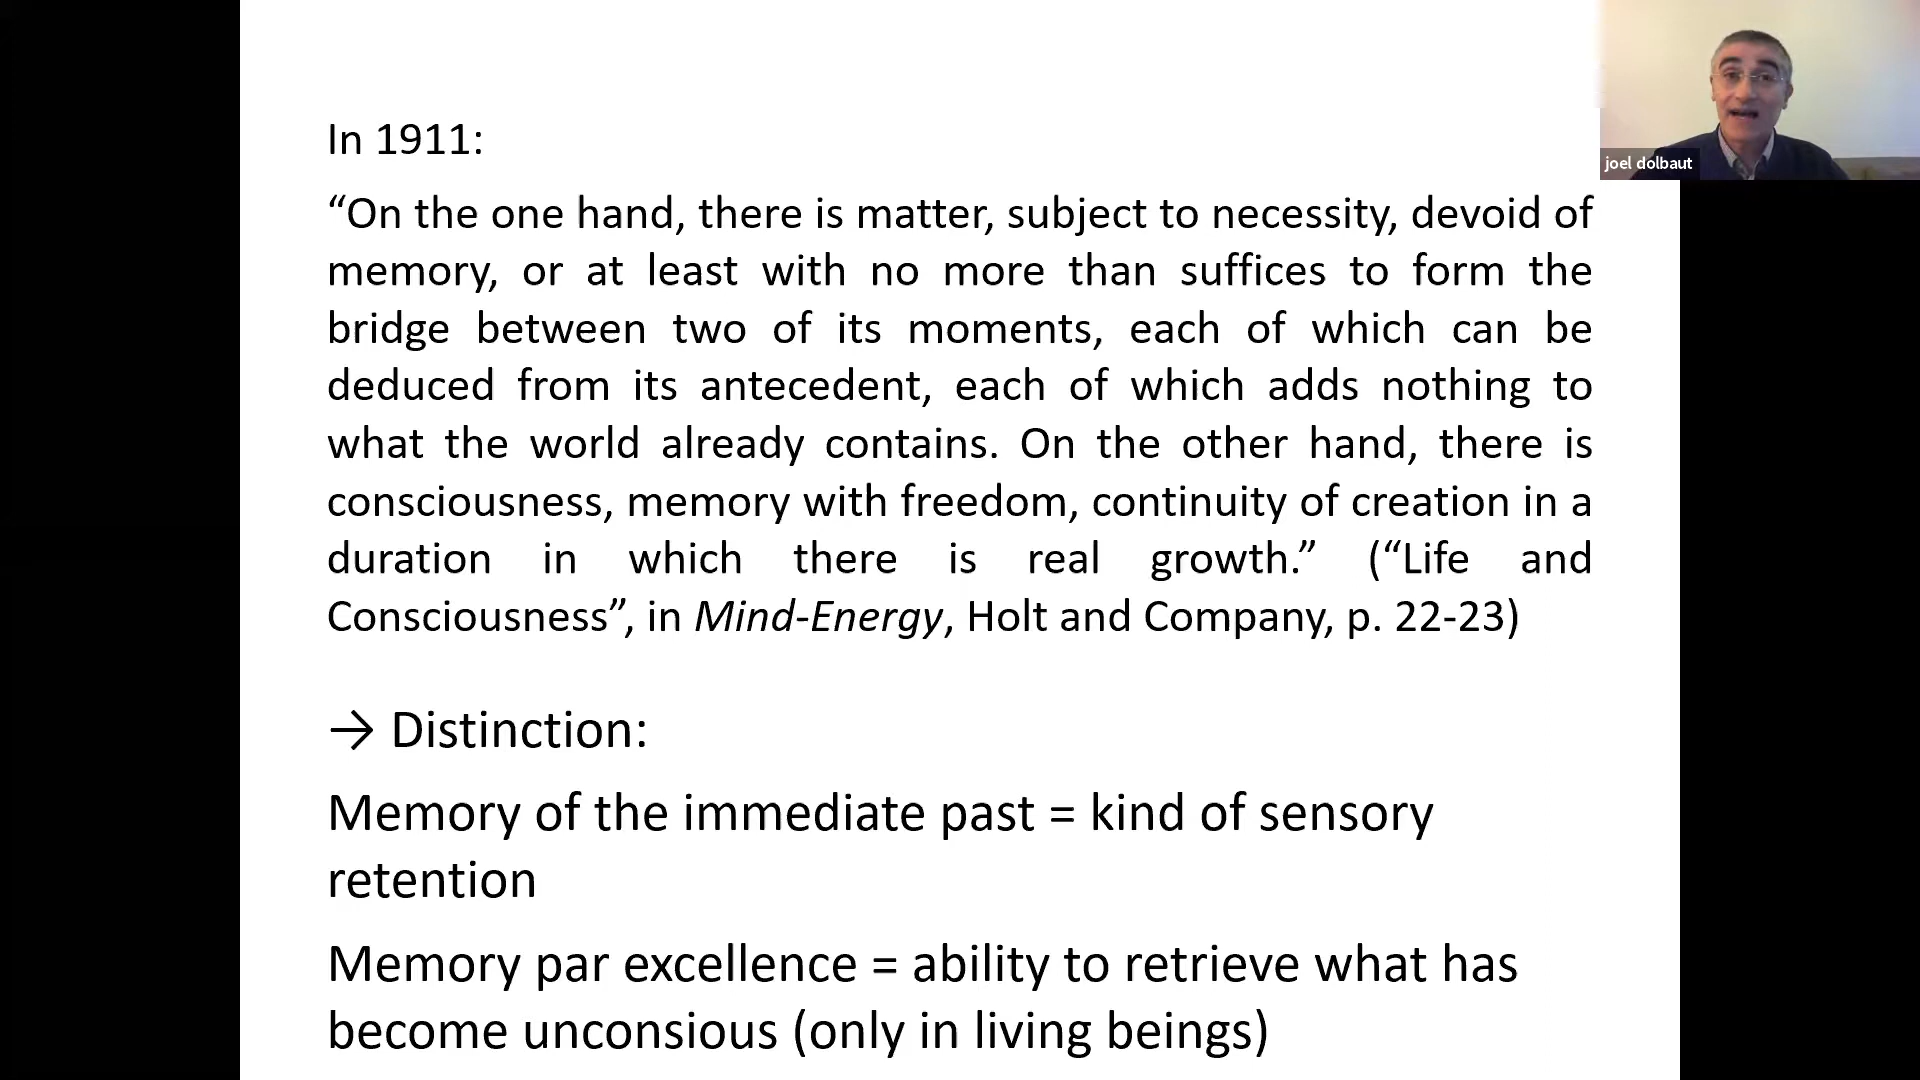 In 1911:
“On the one hand, there is matter, subject to necessity, devoid of
memory, or at least with no more than suffices to form the
bridge between two of its moments, each of which can be
deduced from its antecedent, each of which adds nothing to
what the world already contains. On the other hand, there is
consciousness, memory with freedom, continuity of creation in a
duration in which there is real growth.” (“Life and
Consciousness”, in Mind-Energy, Holt and Company, p. 22-23)
→ Distinction:
Memory of the immediate past = kind of sensory
retention
Memory par excellence = ability to retrieve what has
become unconsious (only in living beings)
joel dolbaut